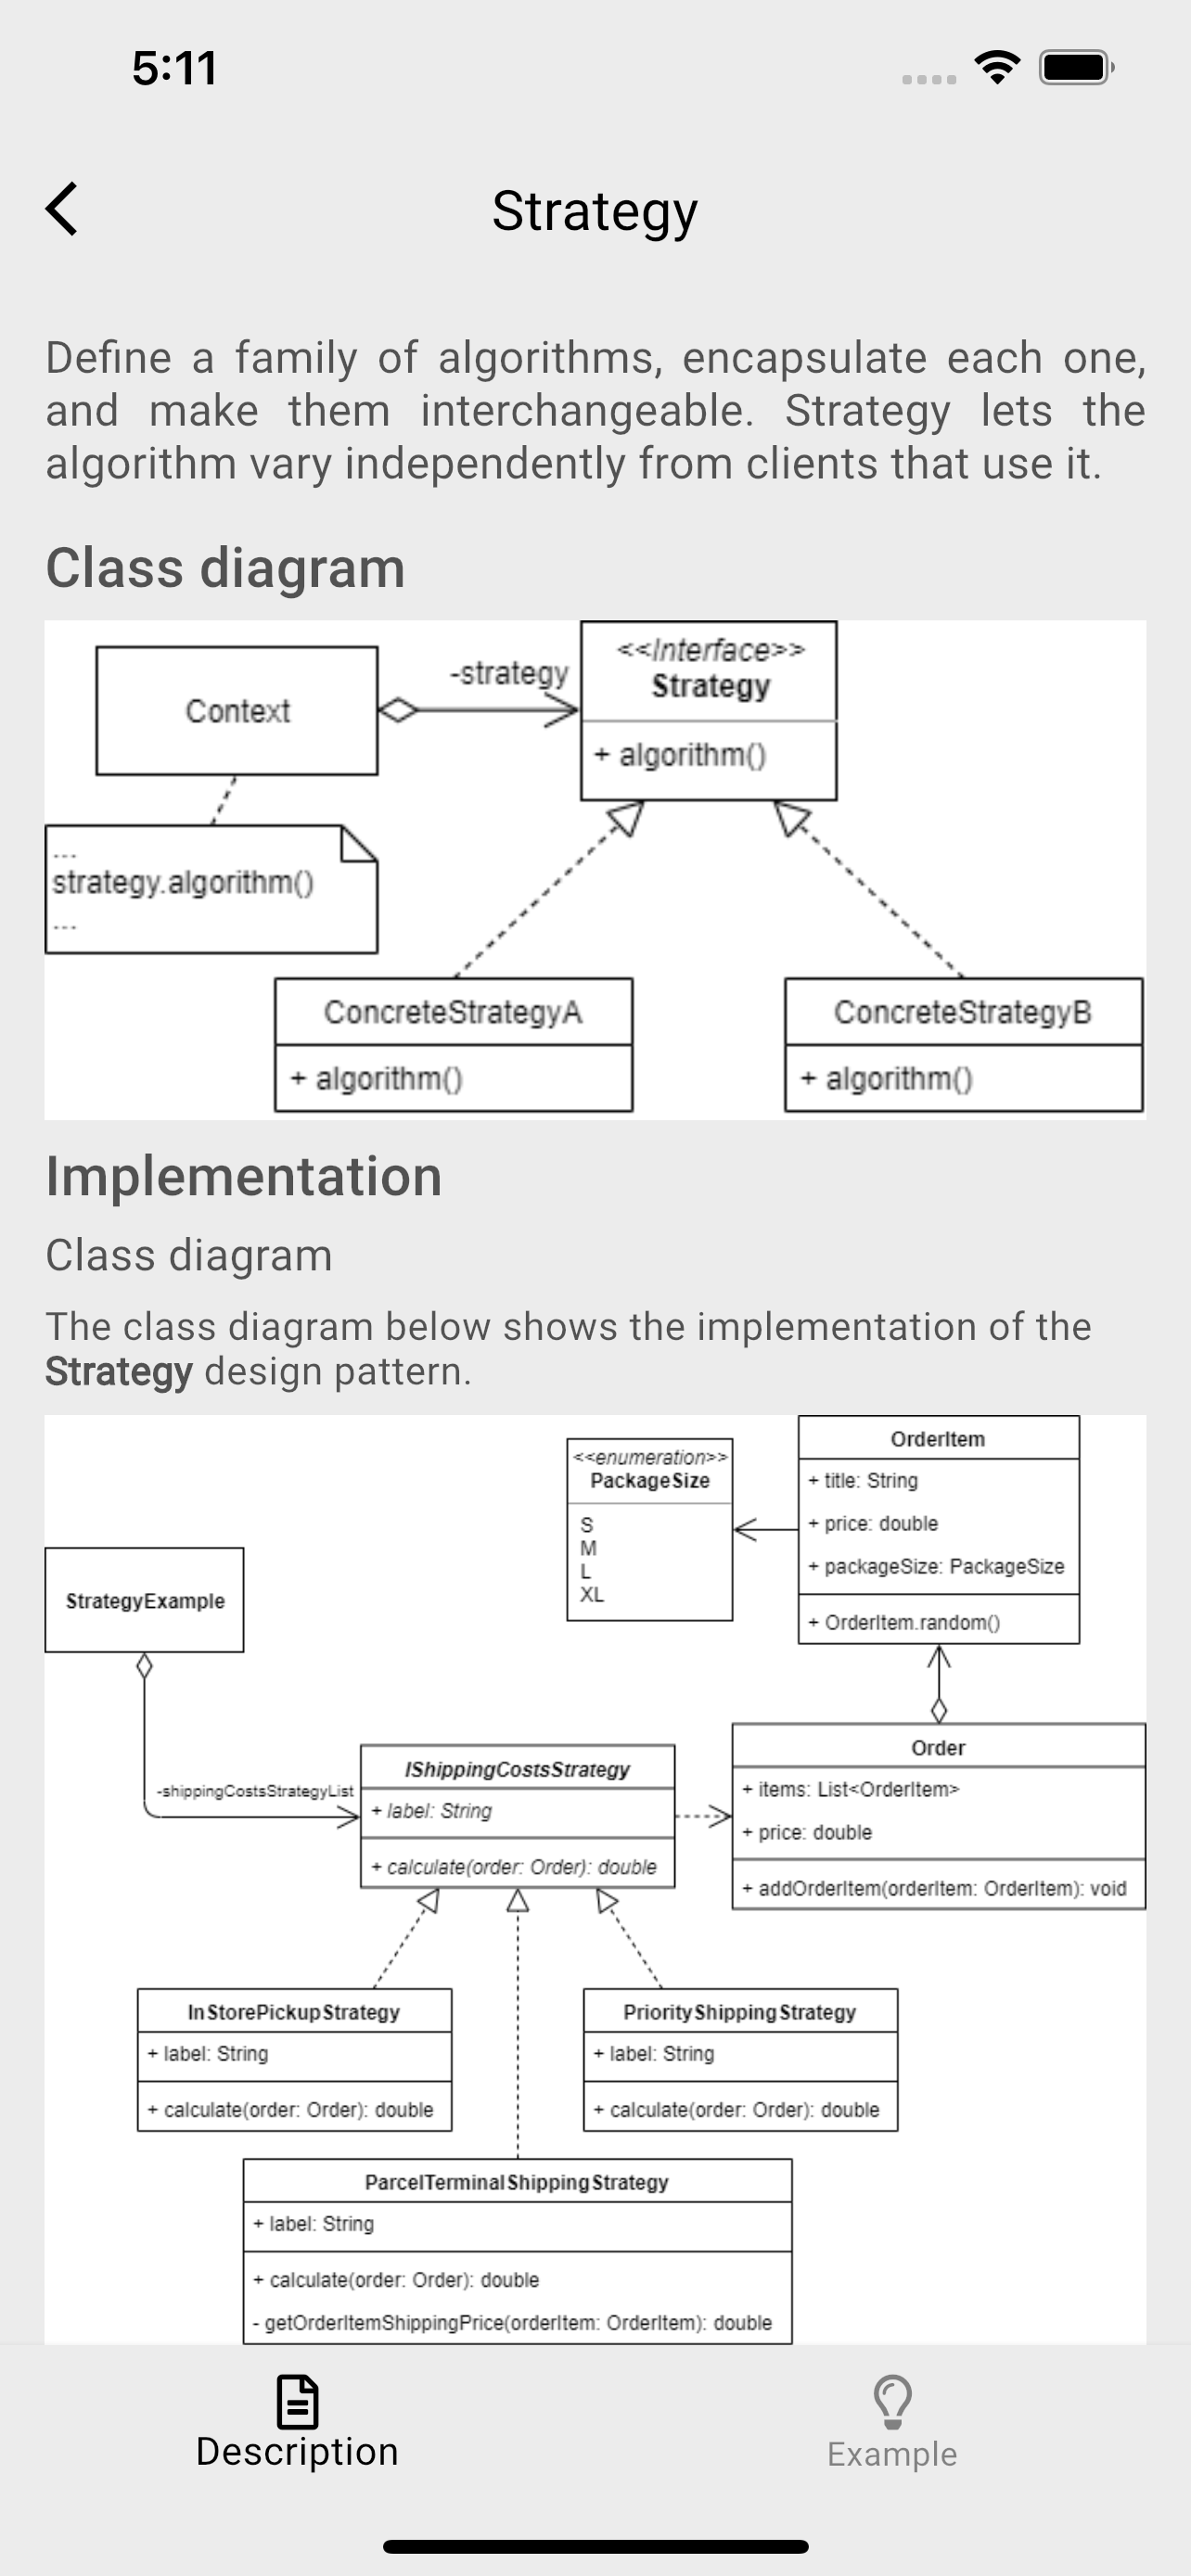 5:11
Strategy
Define a family of algorithms, encapsulate each one,
and make them interchangeable. Strategy lets the
algorithm vary independently from clients that use it.
Class diagram
Context
-strategy
<<Interface>>
Strategy
+ algorithm()
...
strategy.algorithm()
...
ConcreteStrategyA
+ algorithm()
ConcreteStrategyB
+ algorithm()
Implementation
Class diagram
The class diagram below shows the implementation of the
Strategy design pattern.
<<enumeration>>
PackageSize
S
M
L
XL
OrderItem
+ title: String
+ price: double
+ packageSize: PackageSize
+ OrderItem.random()
StrategyExample
-shippingCostsStrategyList
IShippingCostsStrategy
+ label: String
+ calculate(order: Order): double
Order
+ items: List<OrderItem>
+ price: double
+ addOrderItem(orderItem: OrderItem): void
InStorePickupStrategy
+ label: String
+ calculate(order: Order): double
PriorityShippingStrategy
+ label: String
+ calculate(order: Order): double
ParcelTerminalShippingStrategy
+ label: String
+ calculate(order: Order): double
- getOrderItemShippingPrice(orderItem: OrderItem): double
Description
Example